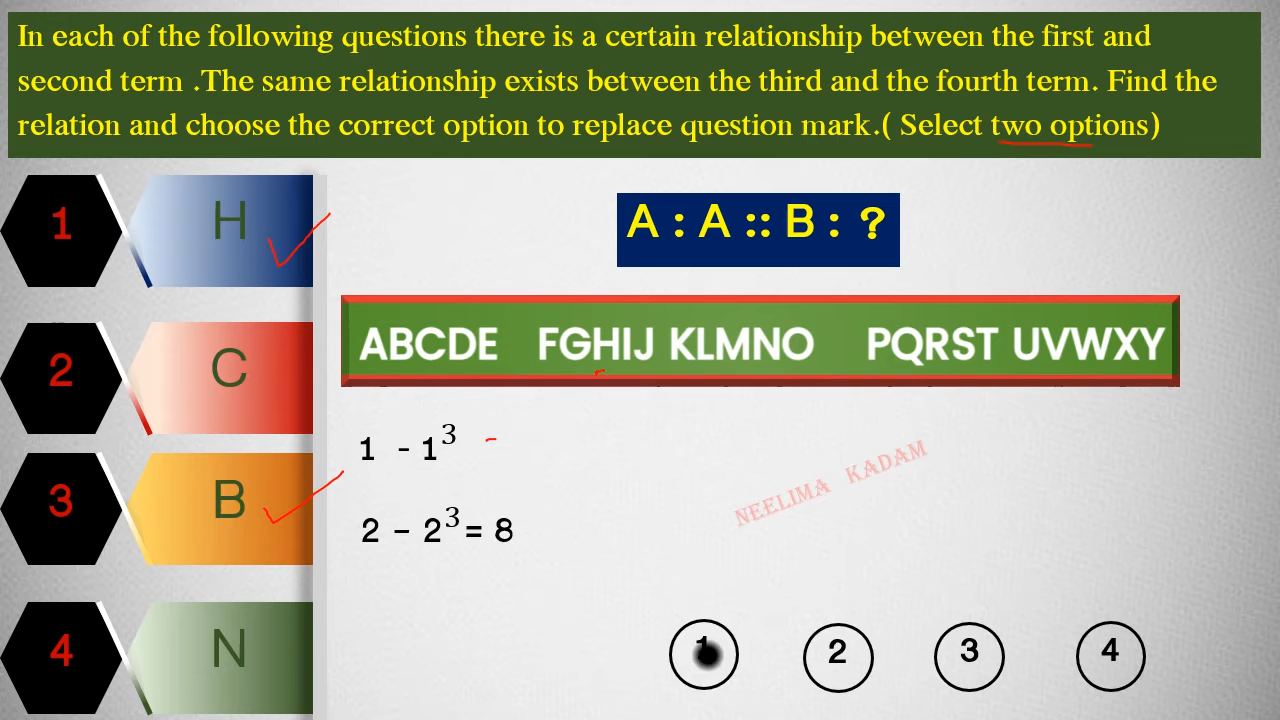 In each of the following questions there is a certain relationship between the first and
second term .The same relationship exists between the third and the fourth term. Find the
relation and choose the correct option to replace question mark.( Select two options)
1 H
A : A :: B : ?
ABCDE FGHIJ KLMNO PQRST UVWXY
2 C
1 - 1³
3 B
NEELIMA KADAM
2 - 2³= 8
4 N
1 2 3 4